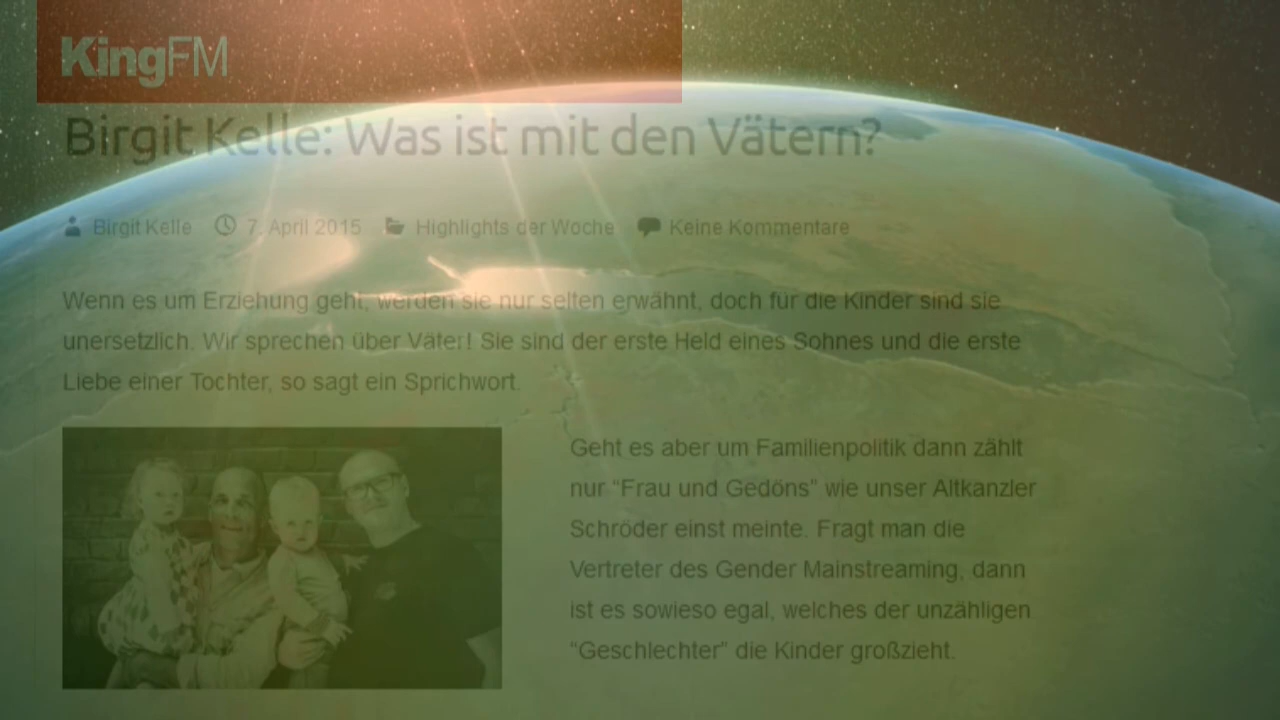 KingFM
Birgit Kelle: Was ist mit den Vätern?
Birgit Kelle 7. April 2015 Highlights der Woche Keine Kommentare
Wenn es um Erziehung geht, werden sie nur selten erwähnt, doch für die Kinder sind sie
unersetzlich. Wir sprechen über Väter! Sie sind der erste Held eines Sohnes und die erste
Liebe einer Tochter, so sagt ein Sprichwort.
Geht es aber um Familienpolitik dann zählt
nur “Frau und Gedöns” wie unser Altkanzler
Schröder einst meinte. Fragt man die
Vertreter des Gender Mainstreaming, dann
ist es sowieso egal, welches der unzähligen
“Geschlechter” die Kinder großzieht.